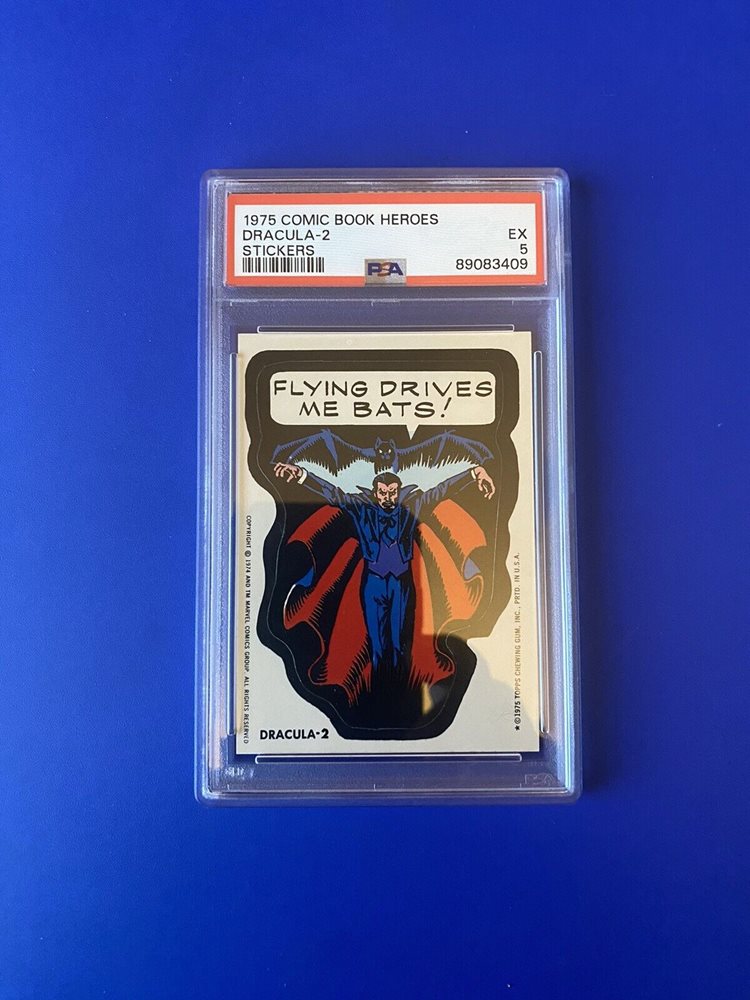 1975 COMIC BOOK HEROES
DRACULA-2
STICKERS
EX
5
PSA
89083409
FLYING DRIVES
ME BATS!
COPYRIGHT © 1974 AND TM MARVEL COMICS GROUP. ALL RIGHTS RESERVED
★ © 1975 TOPPS CHEWING GUM, INC., PRTD. IN U.S.A.
DRACULA-2